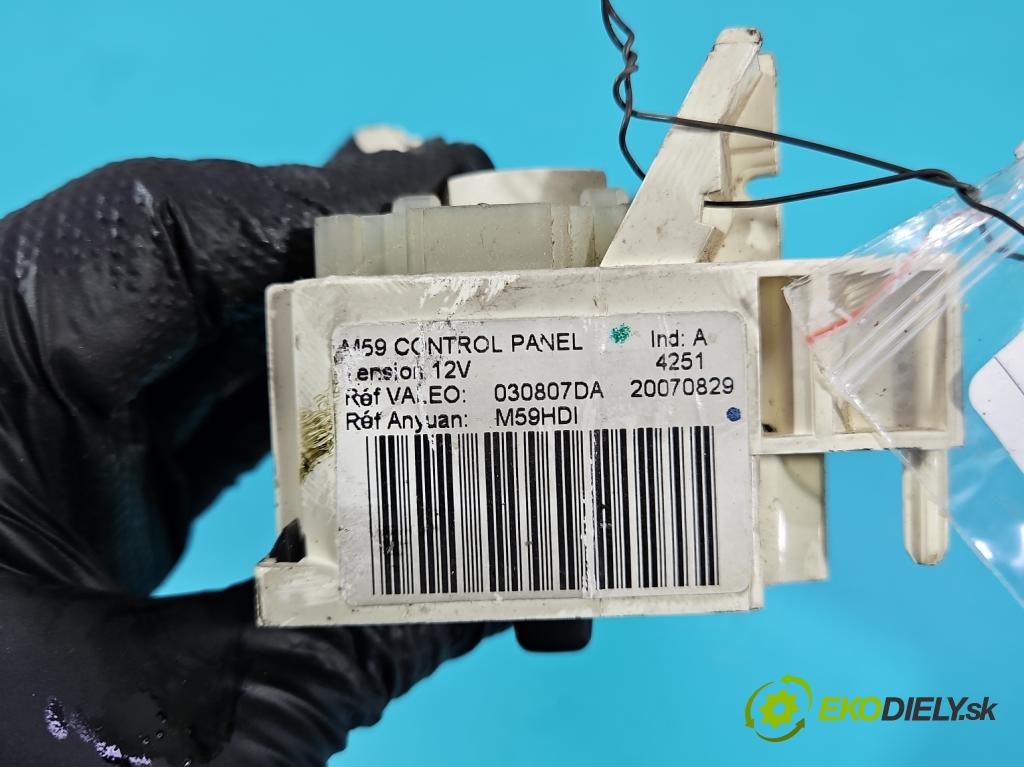 M59 CONTROL PANEL Ind: A
Tension 12V 4251
Réf VALEO: 030807DA 20070829
Réf Anyuan: M59HDI
EKODIELY.sk